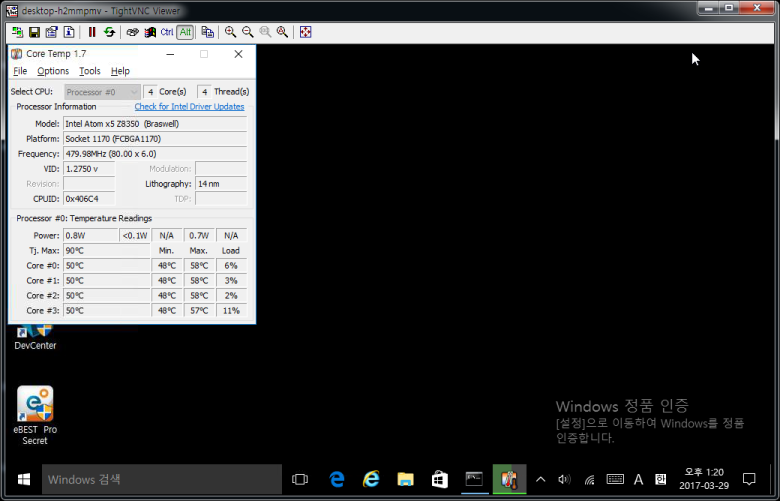 desktop-h2mmpmv - TightVNC Viewer
Ctrl Alt
Core Temp 1.7
File Options Tools Help
Select CPU: Processor #0 4 Core(s) 4 Thread(s)
Processor Information Check for Intel Driver Updates
Model: Intel Atom x5 Z8350 (Braswell)
Platform: Socket 1170 (FCBGA1170)
Frequency: 479.98MHz (80.00 x 6.0)
VID: 1.2750 v Modulation:
Revision: Lithography: 14 nm
CPUID: 0x406C4 TDP:
Processor #0: Temperature Readings
Power: 0.8W <0.1W N/A 0.7W N/A
Tj. Max: 90℃ Min. Max. Load
Core #0: 50℃ 48℃ 58℃ 6%
Core #1: 50℃ 48℃ 58℃ 3%
Core #2: 50℃ 48℃ 58℃ 2%
Core #3: 50℃ 48℃ 57℃ 11%
DevCenter
eBEST Pro
Secret
Windows 정품 인증
[설정]으로 이동하여 Windows를 정품
인증합니다.
Windows 검색
A
오후 1:20
2017-03-29